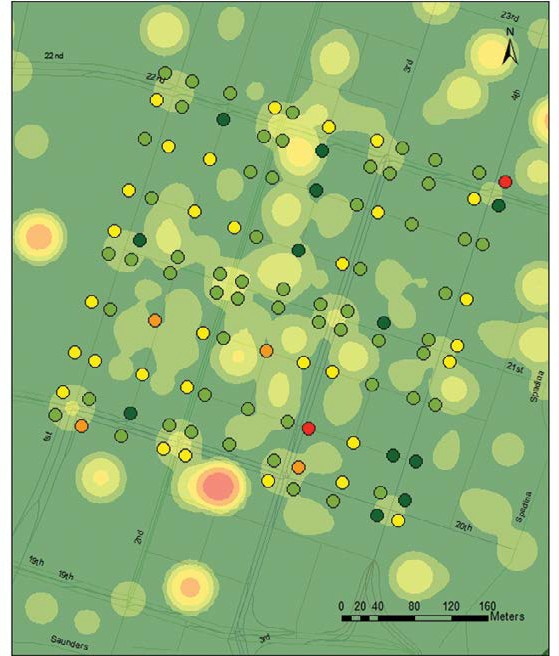 23rd
N
22nd
3rd
22nd
4th
21st
Spadina
1st
Spadina
20th
2nd
19th
19th
0 20 40 80 120 160
Meters
3rd
Saunders